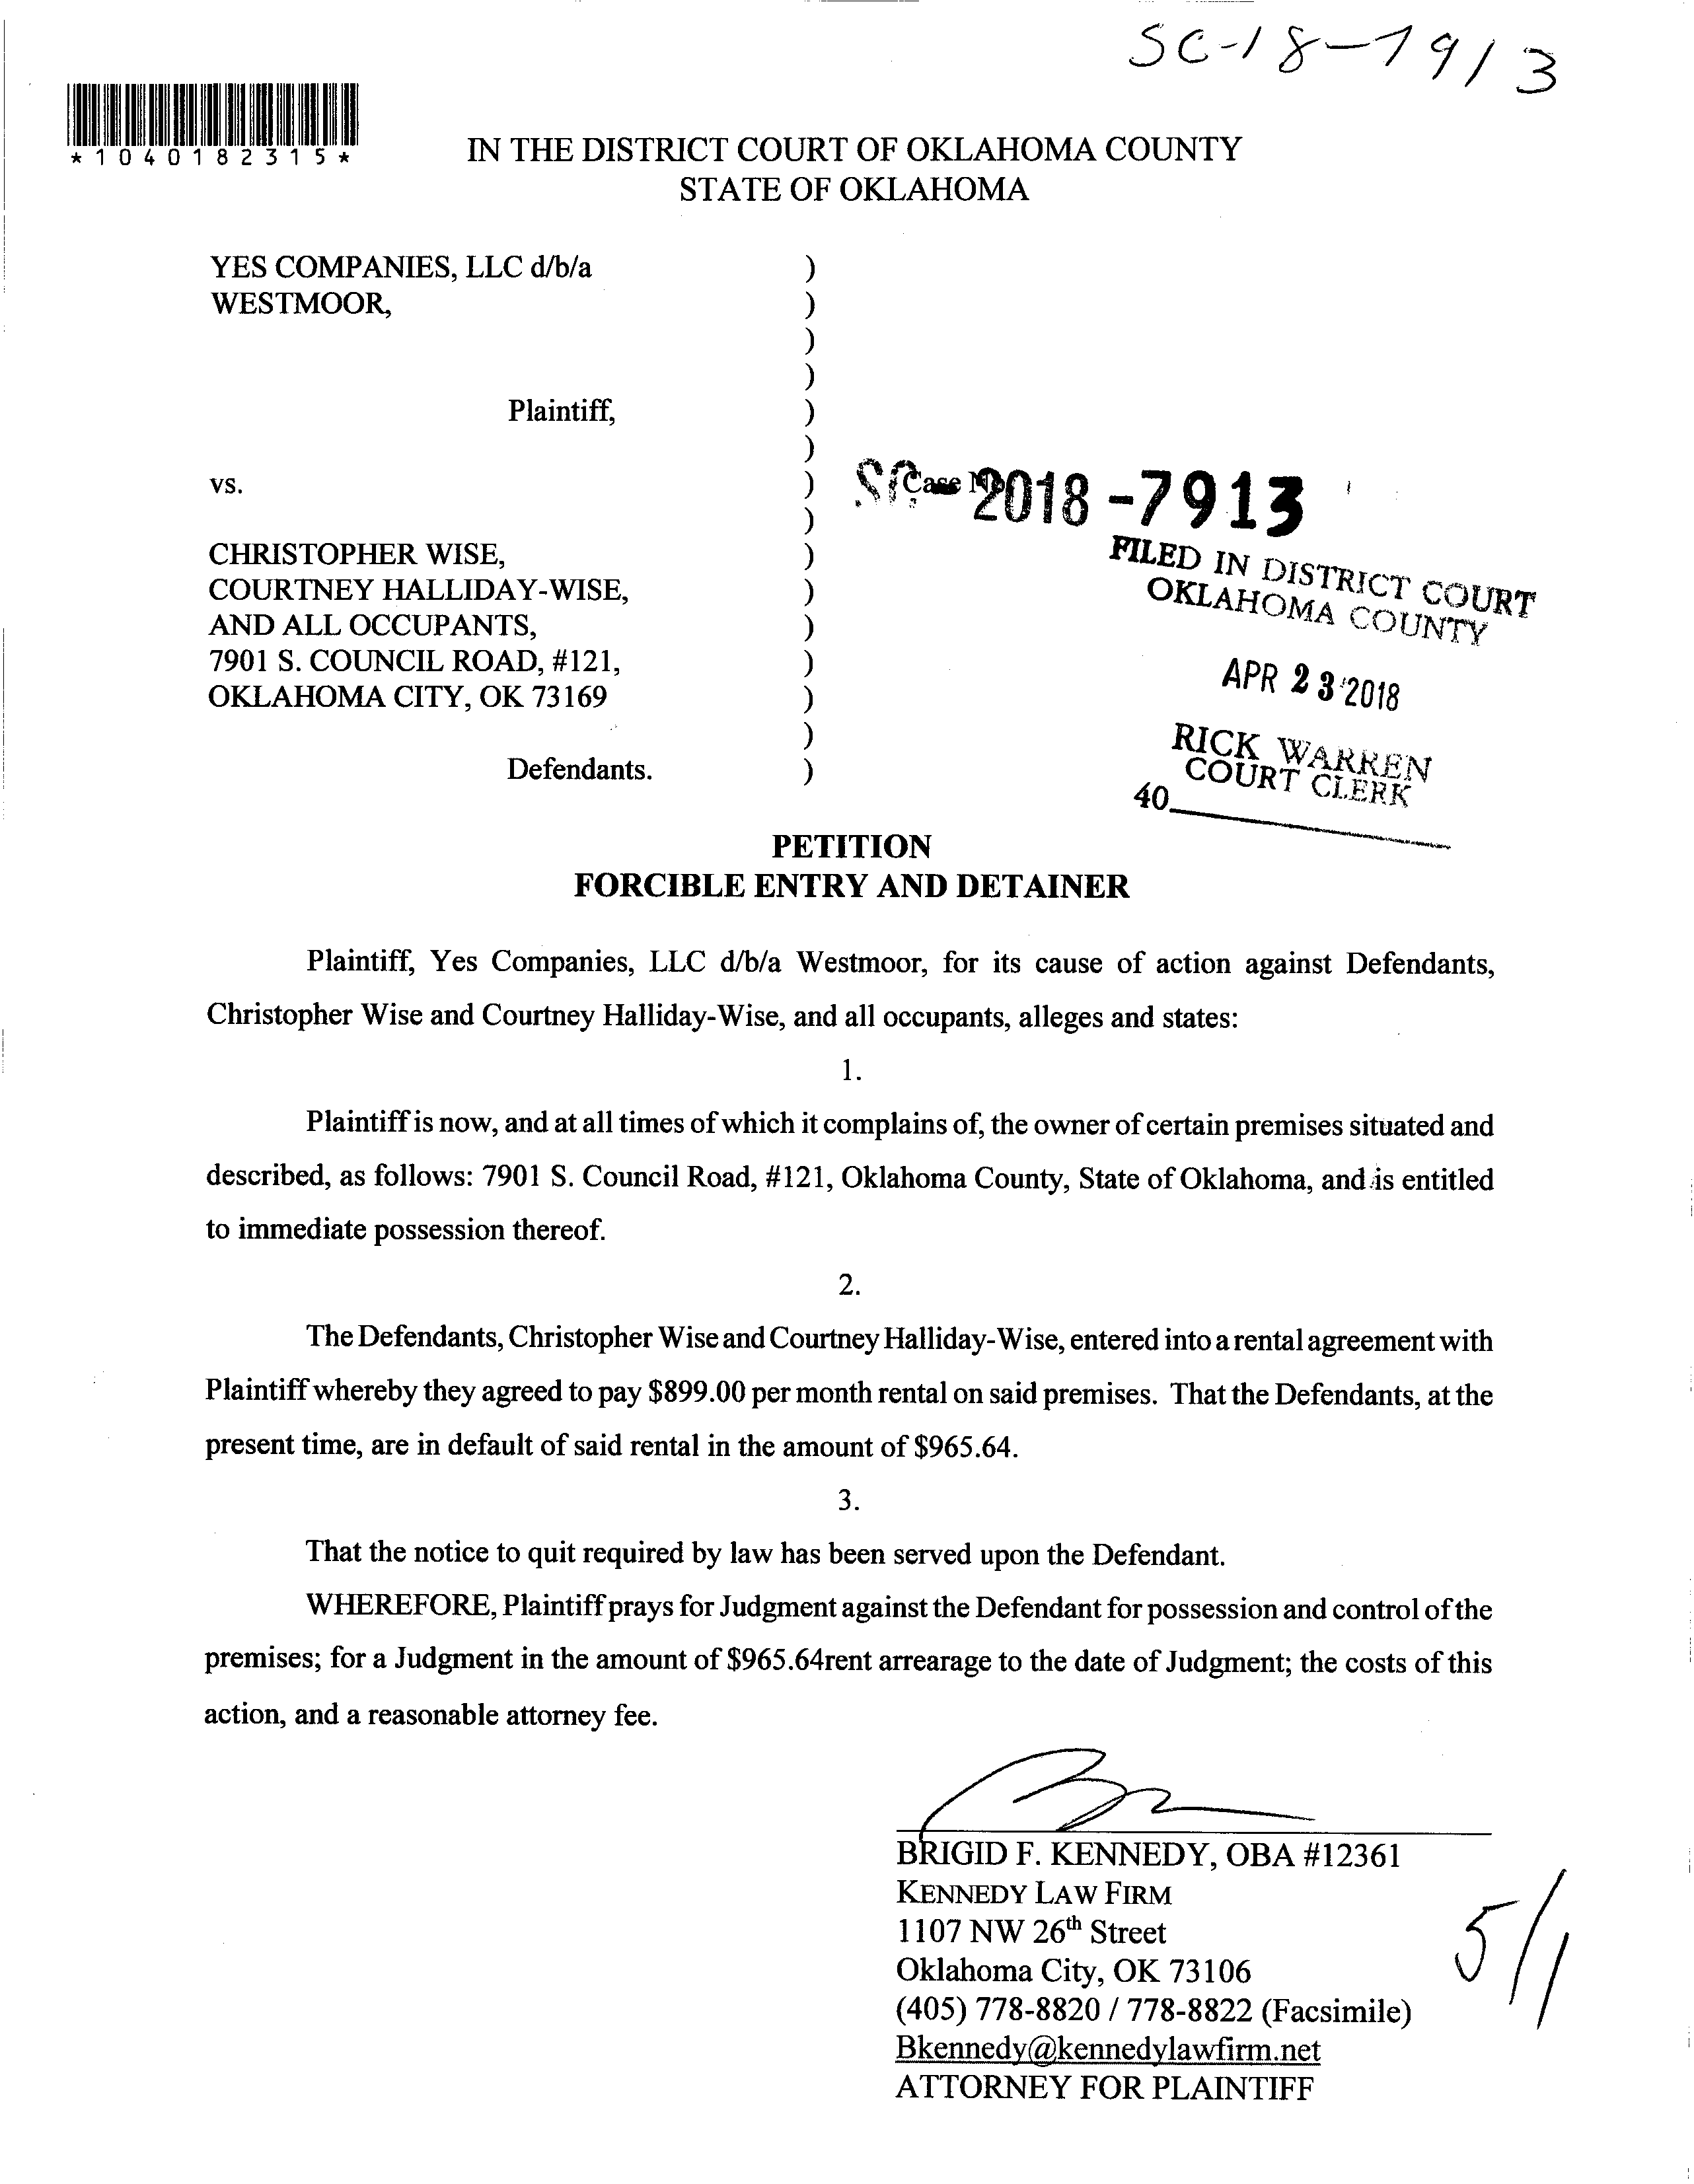 SC-18-7913
*1040182315*
IN THE DISTRICT COURT OF OKLAHOMA COUNTY
STATE OF OKLAHOMA
YES COMPANIES, LLC d/b/a )
WESTMOOR, )
)
)
Plaintiff, )
)
vs. ) SC Case No. 2018-7913
)
CHRISTOPHER WISE, )
COURTNEY HALLIDAY-WISE, )
AND ALL OCCUPANTS, )
7901 S. COUNCIL ROAD, #121, )
OKLAHOMA CITY, OK 73169 )
)
Defendants. )
FILED IN DISTRICT COURT
OKLAHOMA COUNTY
APR 23 2018
RICK WARREN
COURT CLERK
40
PETITION
FORCIBLE ENTRY AND DETAINER
Plaintiff, Yes Companies, LLC d/b/a Westmoor, for its cause of action against Defendants,
Christopher Wise and Courtney Halliday-Wise, and all occupants, alleges and states:
1.
Plaintiff is now, and at all times of which it complains of, the owner of certain premises situated and
described, as follows: 7901 S. Council Road, #121, Oklahoma County, State of Oklahoma, and is entitled
to immediate possession thereof.
2.
The Defendants, Christopher Wise and Courtney Halliday-Wise, entered into a rental agreement with
Plaintiff whereby they agreed to pay $899.00 per month rental on said premises. That the Defendants, at the
present time, are in default of said rental in the amount of $965.64.
3.
That the notice to quit required by law has been served upon the Defendant.
WHEREFORE, Plaintiff prays for Judgment against the Defendant for possession and control of the
premises; for a Judgment in the amount of $965.64rent arrearage to the date of Judgment; the costs of this
action, and a reasonable attorney fee.
BRIGID F. KENNEDY, OBA #12361
KENNEDY LAW FIRM
1107 NW 26th Street
Oklahoma City, OK 73106
(405) 778-8820 / 778-8822 (Facsimile)
Bkennedy@kennedylawfirm.net
ATTORNEY FOR PLAINTIFF
5/1